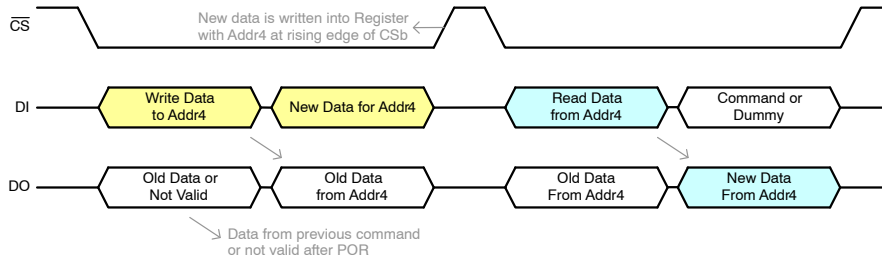 CS
New data is written into Register
with Addr4 at rising edge of CSb
DI
Write Data
to Addr4
New Data for Addr4
Read Data
from Addr4
Command or
Dummy
DO
Old Data or
Not Valid
Old Data
from Addr4
Old Data
From Addr4
New Data
From Addr4
Data from previous command
or not valid after POR